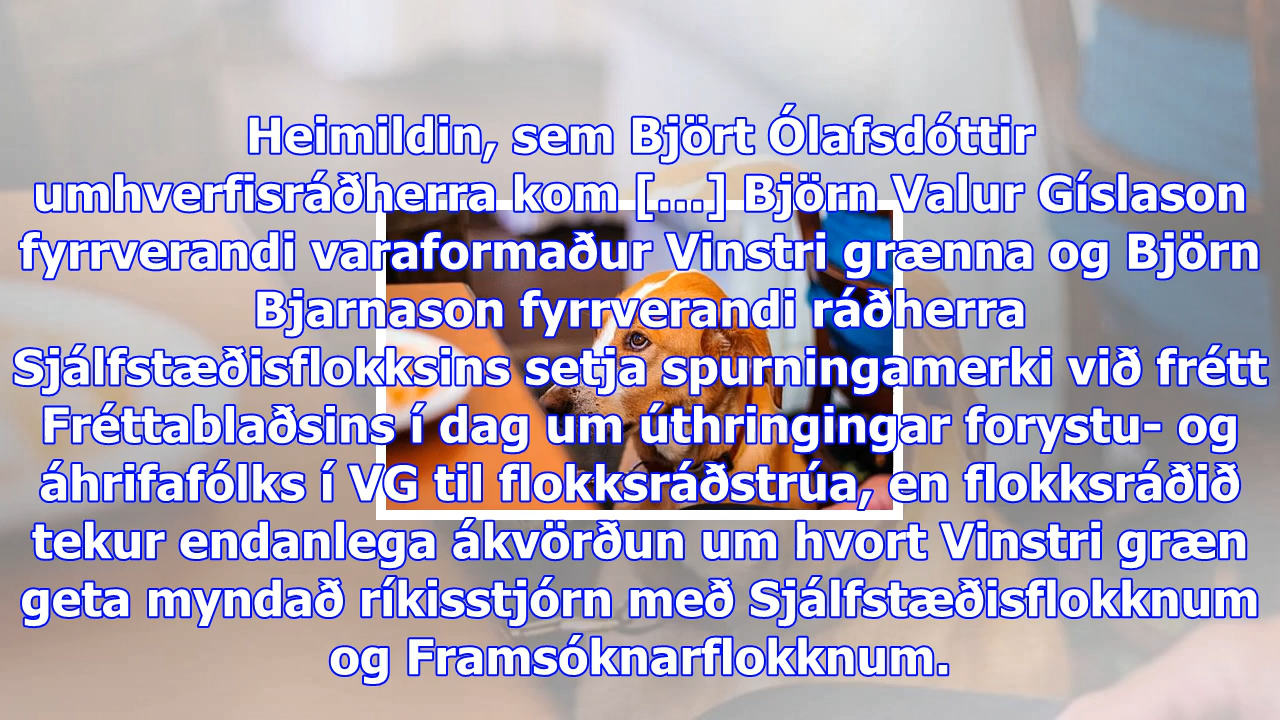 Heimildin, sem Björt Ólafsdóttir
umhverfisráðherra kom [...] Björn Valur Gíslason
fyrrverandi varaformaður Vinstri grænna og Björn
Bjarnason fyrrverandi ráðherra
Sjálfstæðisflokksins setja spurningamerki við frétt
Fréttablaðsins í dag um úthringingar forystu- og
áhrifafólks í VG til flokksráðstrúa, en flokksráðið
tekur endanlega ákvörðun um hvort Vinstri græn
geta myndað ríkisstjórn með Sjálfstæðisflokknum
og Framsóknarflokknum.